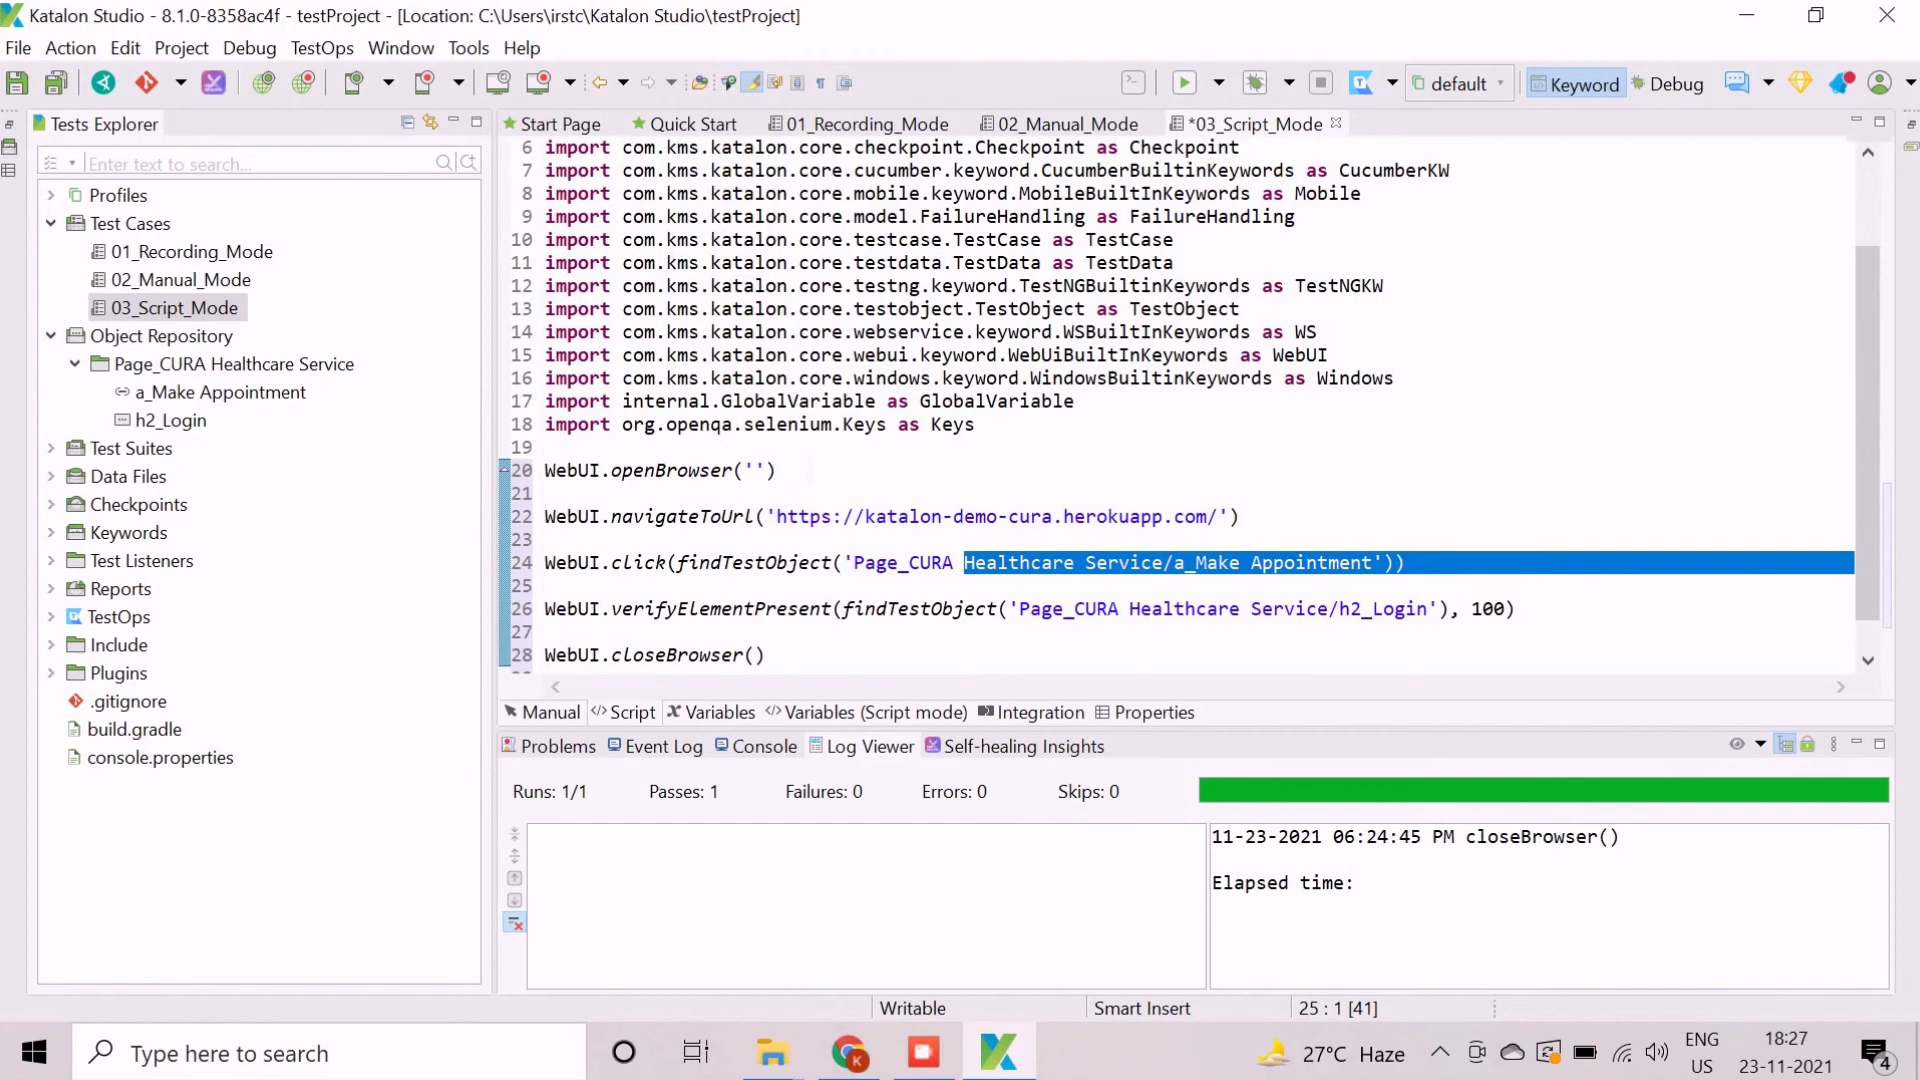 Katalon Studio - 8.1.0-8358ac4f - testProject - [Location: C:\Users\irstc\Katalon Studio\testProject]
File Action Edit Project Debug TestOps Window Tools Help
default Keyword Debug
Tests Explorer
Enter text to search...
Profiles
Test Cases
01_Recording_Mode
02_Manual_Mode
03_Script_Mode
Object Repository
Page_CURA Healthcare Service
a_Make Appointment
h2_Login
Test Suites
Data Files
Checkpoints
Keywords
Test Listeners
Reports
TestOps
Include
Plugins
.gitignore
build.gradle
console.properties
Start Page Quick Start 01_Recording_Mode 02_Manual_Mode *03_Script_Mode
6 import com.kms.katalon.core.checkpoint.Checkpoint as Checkpoint
7 import com.kms.katalon.core.cucumber.keyword.CucumberBuiltinKeywords as CucumberKW
8 import com.kms.katalon.core.mobile.keyword.MobileBuiltInKeywords as Mobile
9 import com.kms.katalon.core.model.FailureHandling as FailureHandling
10 import com.kms.katalon.core.testcase.TestCase as TestCase
11 import com.kms.katalon.core.testdata.TestData as TestData
12 import com.kms.katalon.core.testng.keyword.TestNGBuiltinKeywords as TestNGKW
13 import com.kms.katalon.core.testobject.TestObject as TestObject
14 import com.kms.katalon.core.webservice.keyword.WSBuiltInKeywords as WS
15 import com.kms.katalon.core.webui.keyword.WebUiBuiltInKeywords as WebUI
16 import com.kms.katalon.core.windows.keyword.WindowsBuiltinKeywords as Windows
17 import internal.GlobalVariable as GlobalVariable
18 import org.openqa.selenium.Keys as Keys
19
20 WebUI.openBrowser('')
21
22 WebUI.navigateToUrl('https://katalon-demo-cura.herokuapp.com/')
23
24 WebUI.click(findTestObject('Page_CURA Healthcare Service/a_Make Appointment'))
25
26 WebUI.verifyElementPresent(findTestObject('Page_CURA Healthcare Service/h2_Login'), 100)
27
28 WebUI.closeBrowser()
Manual Script Variables Variables (Script mode) Integration Properties
Problems Event Log Console Log Viewer Self-healing Insights
Runs: 1/1 Passes: 1 Failures: 0 Errors: 0 Skips: 0
11-23-2021 06:24:45 PM closeBrowser()
Elapsed time:
Writable Smart Insert 25 : 1 [41]
Type here to search
27°C Haze
ENG
US
18:27
23-11-2021
4